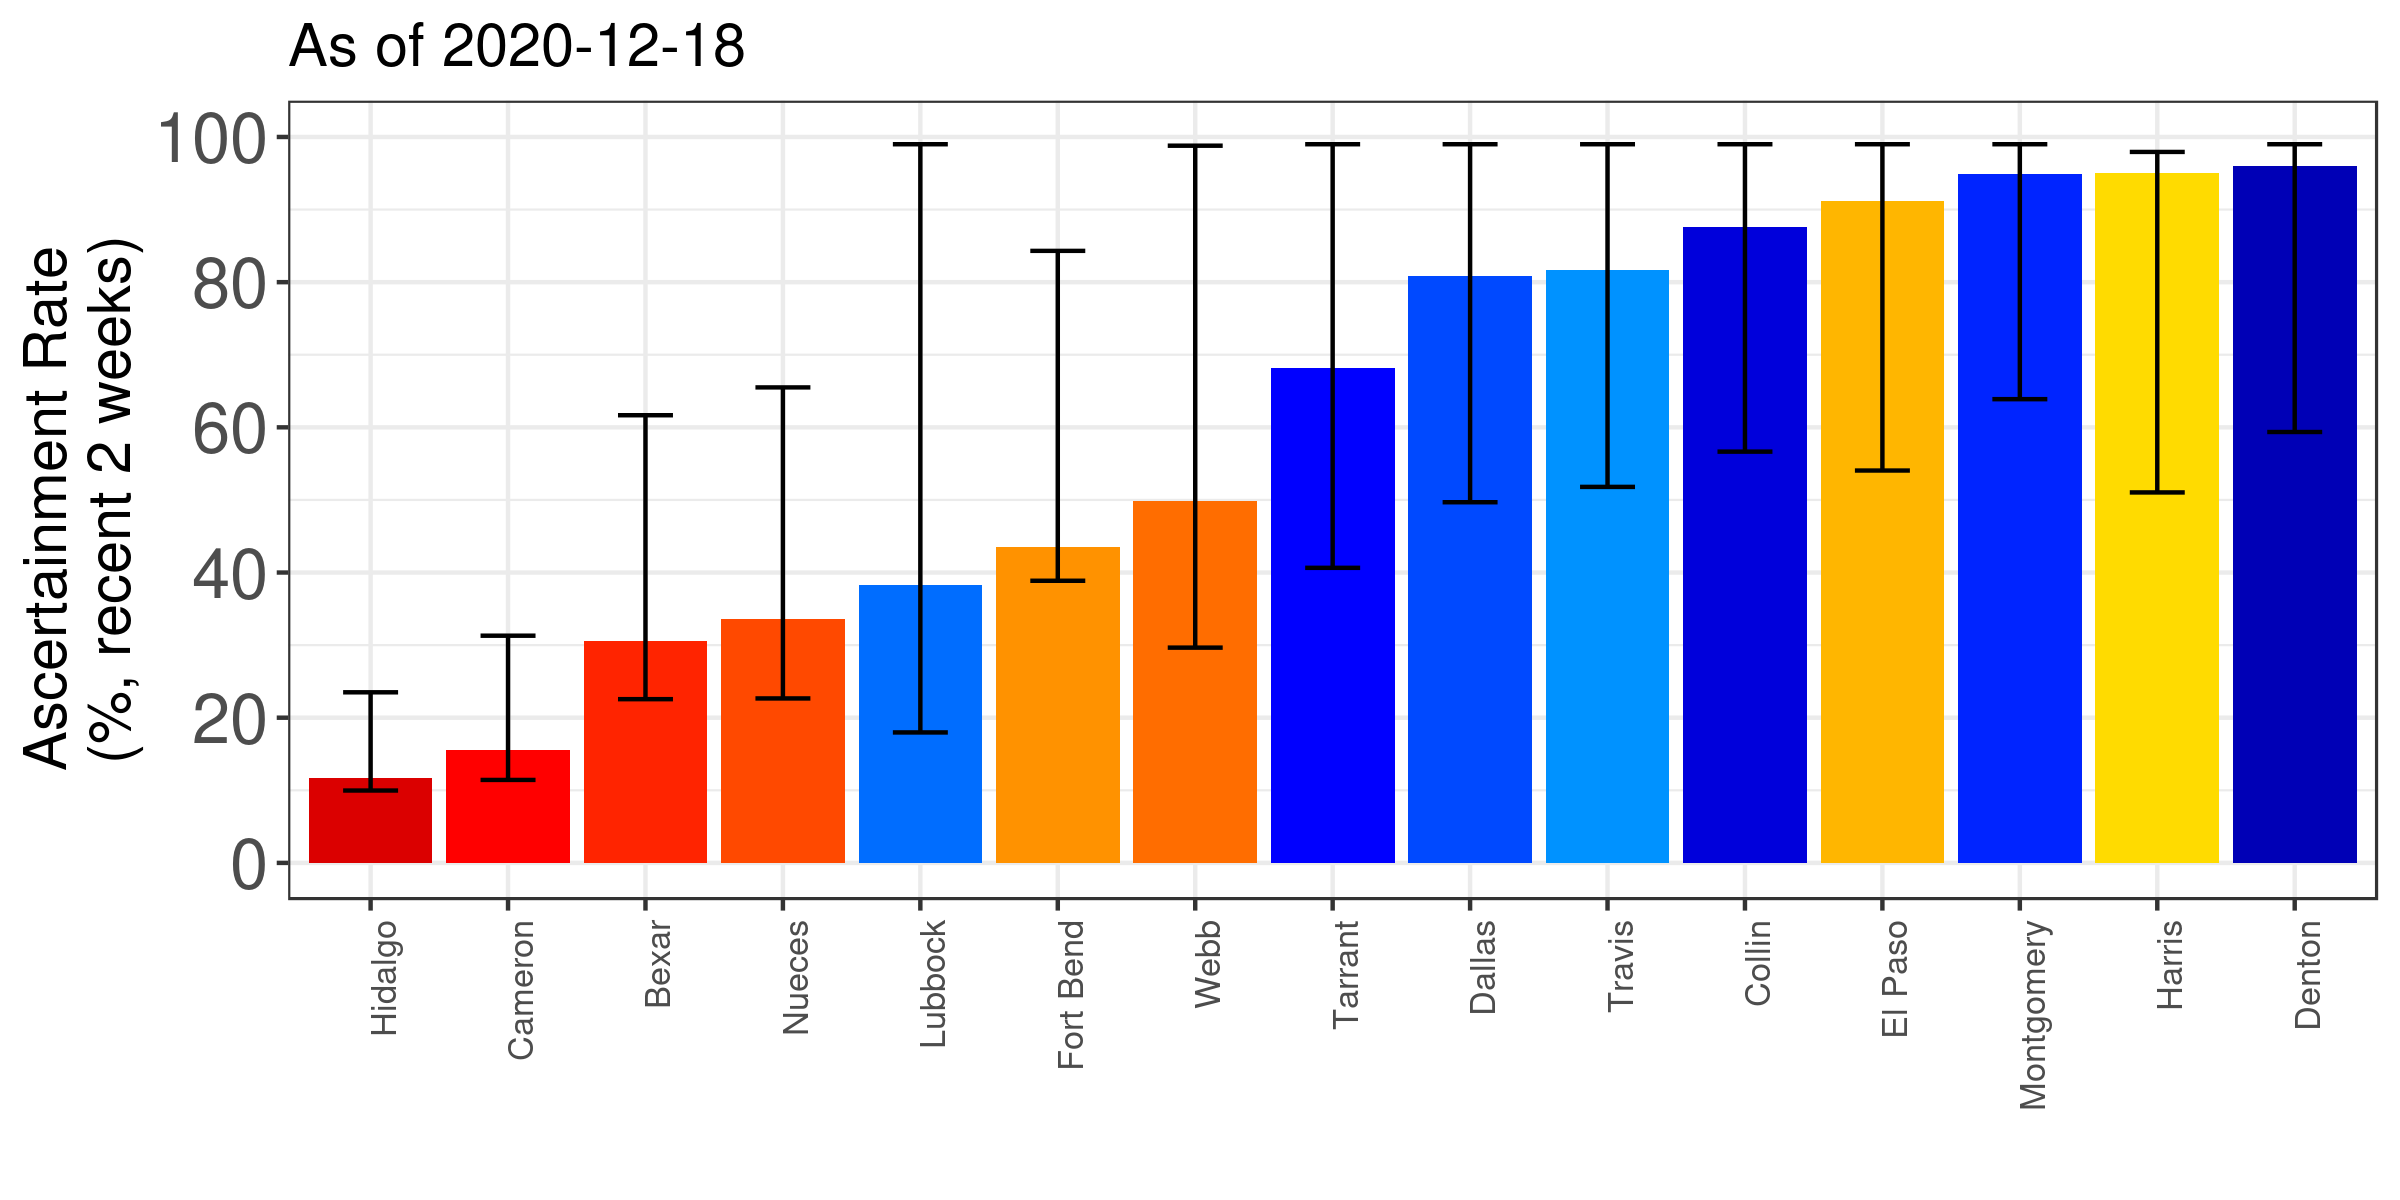 As of 2020-12-18
Ascertainment Rate
(%, recent 2 weeks)
100
80
60
40
20
0
Hidalgo
Cameron
Bexar
Nueces
Lubbock
Fort Bend
Webb
Tarrant
Dallas
Travis
Collin
El Paso
Montgomery
Harris
Denton